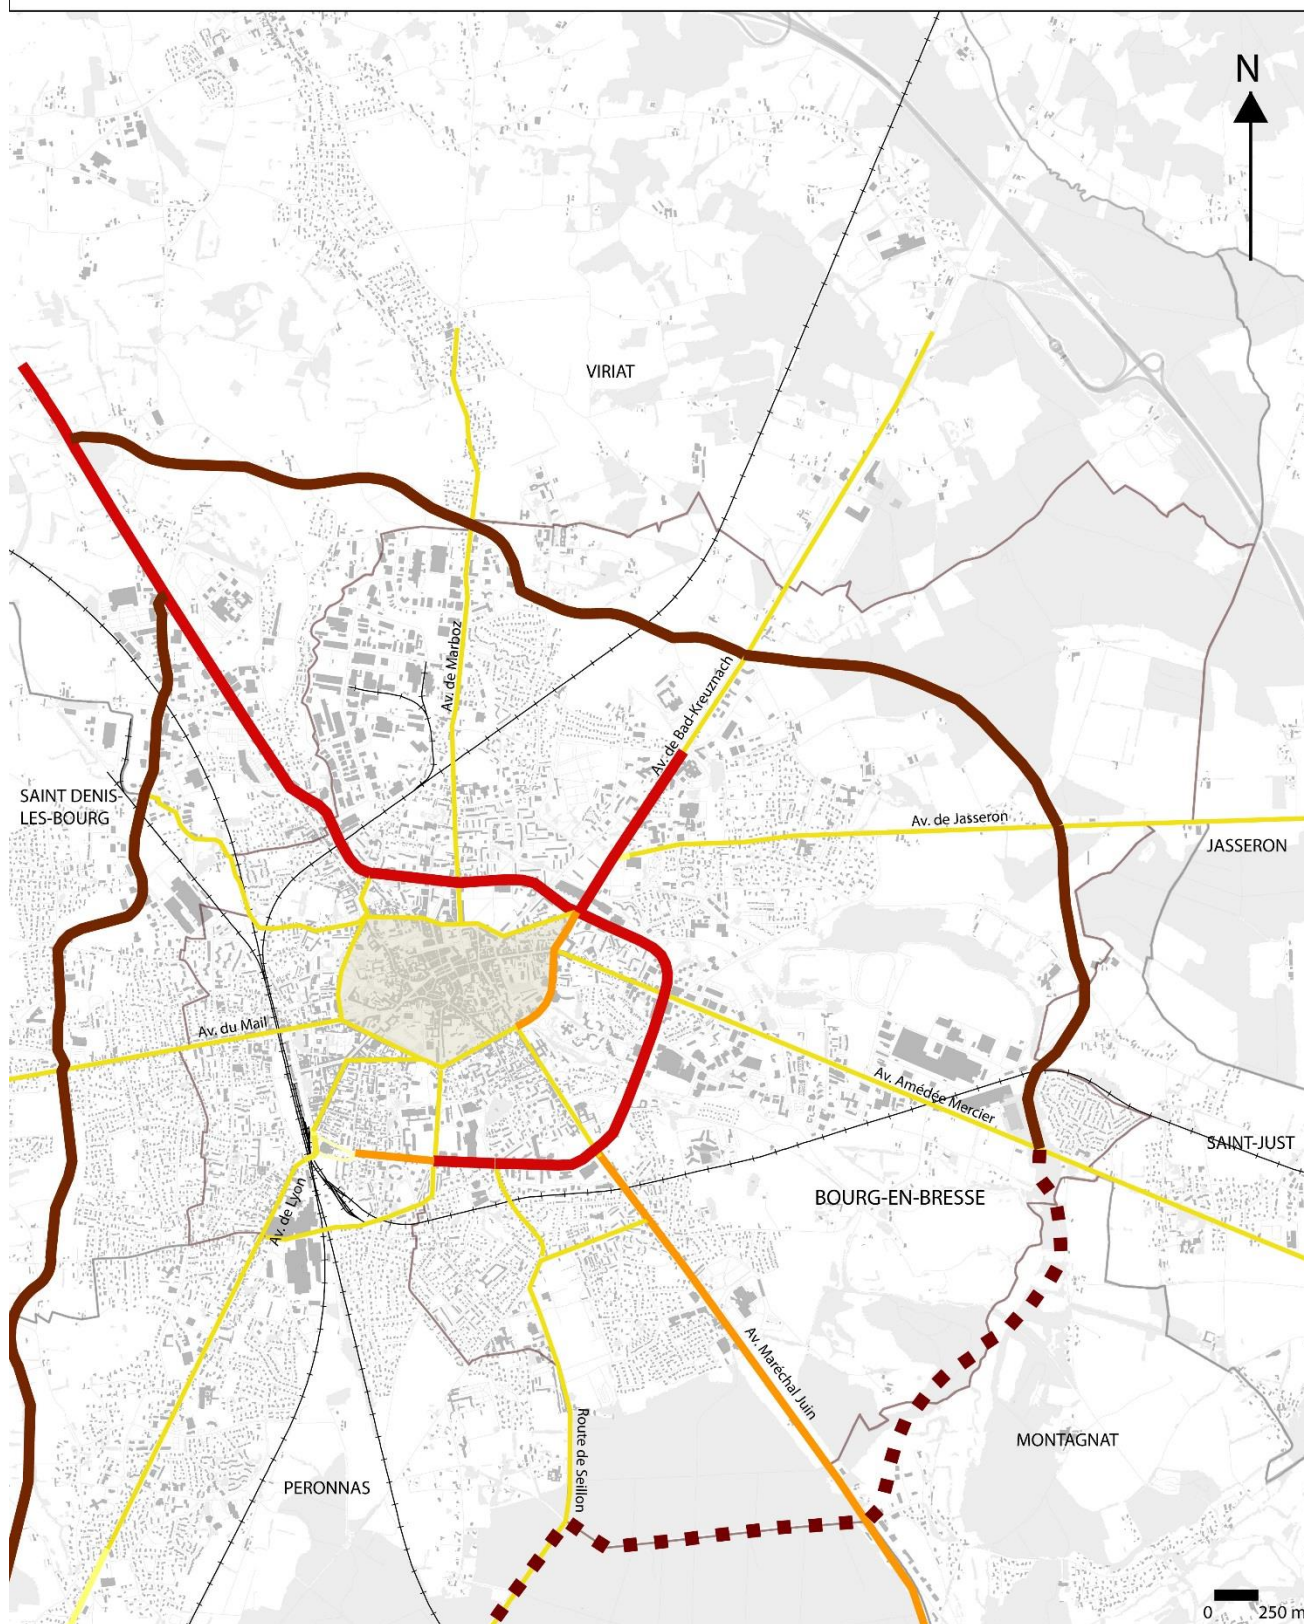 N
VIRIAT
Av. de Marboz
Av. de Bad-Kreuznach
SAINT DENIS-
LES-BOURG
Av. de Jasseron
JASSERON
Av. du Mail
Av. Amédée Mercier
SAINT-JUST
BOURG-EN-BRESSE
Av. de Lyon
Av. Maréchal Juin
Route de Seillon
MONTAGNAT
PERONNAS
0 250 m